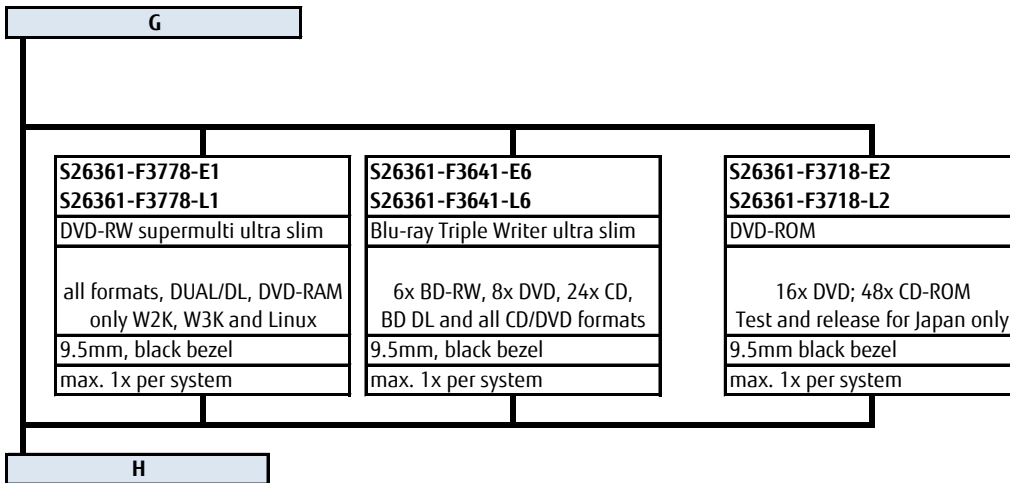 G
S26361-F3778-E1
S26361-F3778-L1
DVD-RW supermulti ultra slim
all formats, DUAL/DL, DVD-RAM
only W2K, W3K and Linux
9.5mm, black bezel
max. 1x per system
S26361-F3641-E6
S26361-F3641-L6
Blu-ray Triple Writer ultra slim
6x BD-RW, 8x DVD, 24x CD,
BD DL and all CD/DVD formats
9.5mm, black bezel
max. 1x per system
S26361-F3718-E2
S26361-F3718-L2
DVD-ROM
16x DVD; 48x CD-ROM
Test and release for Japan only
9.5mm black bezel
max. 1x per system
H